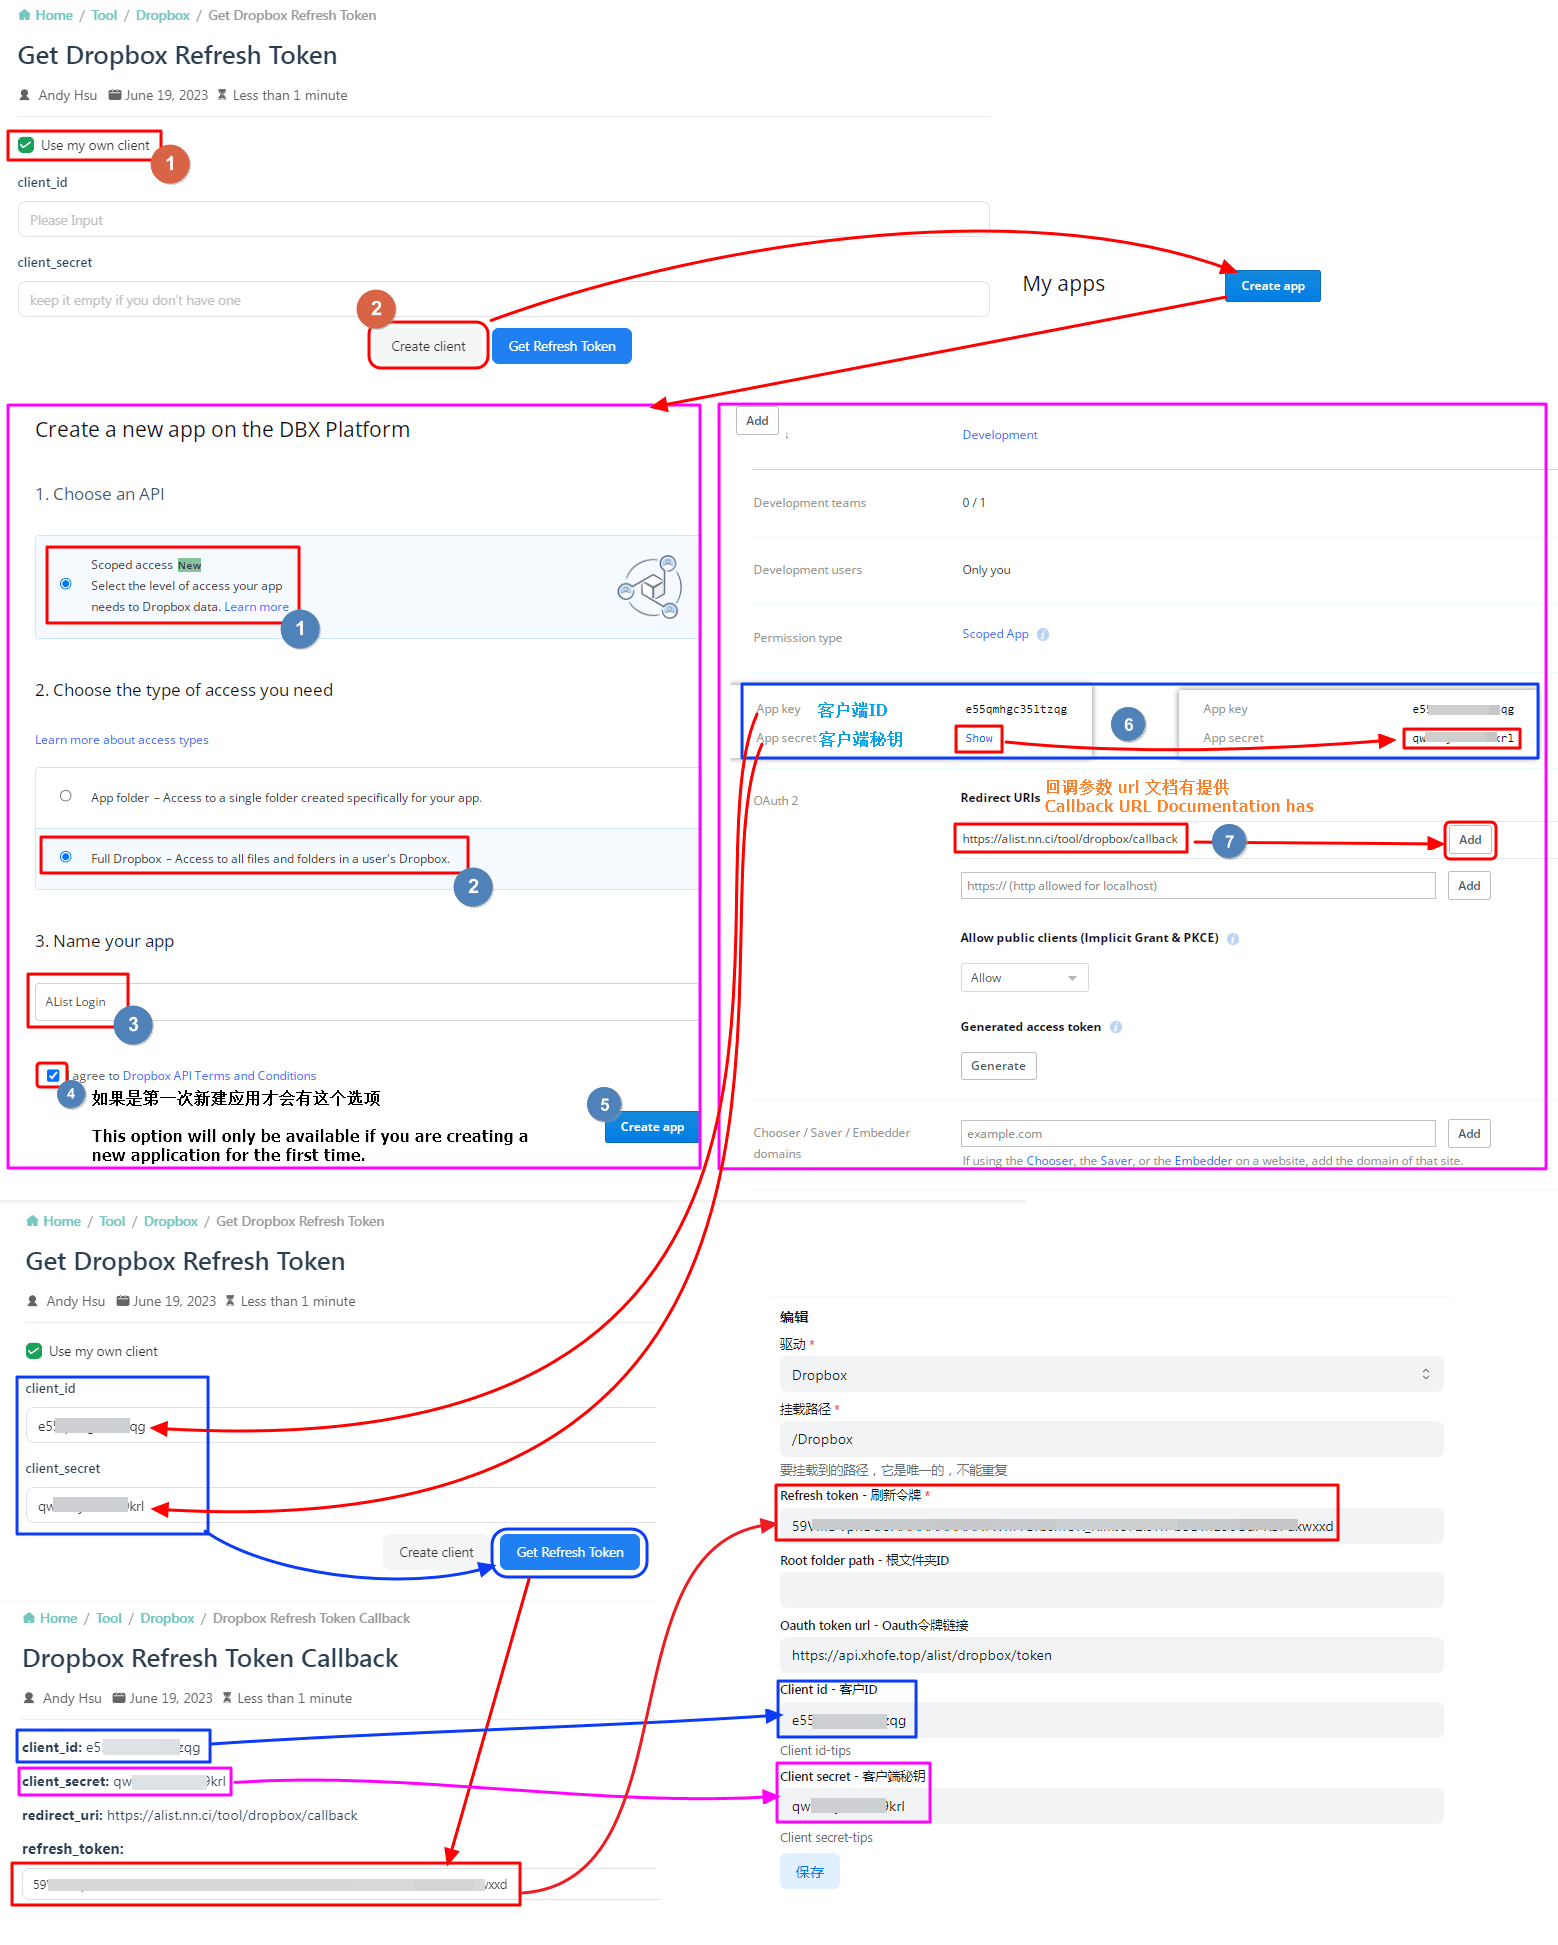 Home / Tool / Dropbox / Get Dropbox Refresh Token
Get Dropbox Refresh Token
Andy Hsu June 19, 2023 Less than 1 minute
Use my own client
1
client_id
Please Input
client_secret
keep it empty if you don't have one
2
Create client
Get Refresh Token
My apps
Create app
Create a new app on the DBX Platform
1. Choose an API
Scoped access New
Select the level of access your app
needs to Dropbox data. Learn more
1
2. Choose the type of access you need
Learn more about access types
App folder – Access to a single folder created specifically for your app.
Full Dropbox – Access to all files and folders in a user's Dropbox.
2
3. Name your app
AList Login
3
agree to Dropbox API Terms and Conditions
4
如果是第一次新建应用才会有这个选项
This option will only be available if you are creating a
new application for the first time.
5
Create app
Add
s
Development
Development teams
0 / 1
Development users
Only you
Permission type
Scoped App
App key 客户端ID
e55qmhgc35ltzqg
App secret 客户端秘钥
Show
6
App key
e5 qg
App secret
qw krl
OAuth 2
Redirect URIs
回调参数 url 文档有提供
Callback URL Documentation has
https://alist.nn.ci/tool/dropbox/callback
7
Add
https:// (http allowed for localhost)
Add
Allow public clients (Implicit Grant & PKCE)
Allow
Generated access token
Generate
Chooser / Saver / Embedder
domains
example.com
Add
If using the Chooser, the Saver, or the Embedder on a website, add the domain of that site.
Home / Tool / Dropbox / Get Dropbox Refresh Token
Get Dropbox Refresh Token
Andy Hsu June 19, 2023 Less than 1 minute
Use my own client
client_id
e5 qg
client_secret
qw krl
Create client
Get Refresh Token
Home / Tool / Dropbox / Dropbox Refresh Token Callback
Dropbox Refresh Token Callback
Andy Hsu June 19, 2023 Less than 1 minute
client_id: e5 zqg
client_secret: qw 9krl
redirect_uri: https://alist.nn.ci/tool/dropbox/callback
refresh_token:
59 wxxd
编辑
驱动 *
Dropbox
挂载路径 *
/Dropbox
要挂载到的路径，它是唯一的，不能重复
Refresh token - 刷新令牌 *
59 xwxxd
Root folder path - 根文件夹ID
Oauth token url - Oauth令牌链接
https://api.xhofe.top/alist/dropbox/token
Client id - 客户ID
e55 zqg
Client id-tips
Client secret - 客户端秘钥
qw 9krl
Client secret-tips
保存